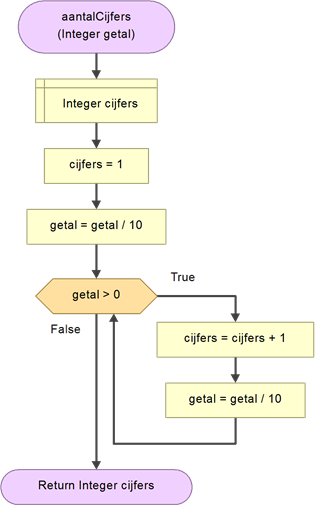 aantalCijfers
(Integer getal)
Integer cijfers
cijfers = 1
getal = getal / 10
getal > 0
True
False
cijfers = cijfers + 1
getal = getal / 10
Return Integer cijfers